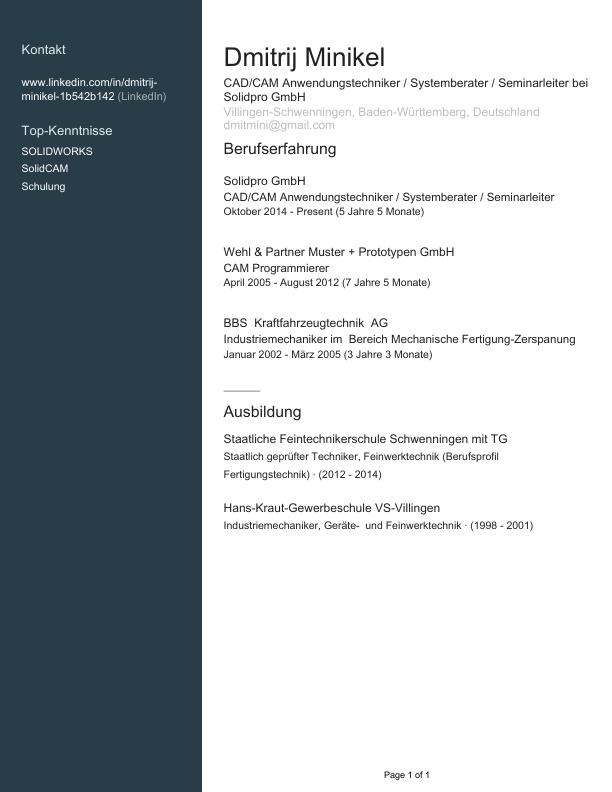 Kontakt
www.linkedin.com/in/dmitrij-
minikel-1b542b142 (LinkedIn)
Top-Kenntnisse
SOLIDWORKS
SolidCAM
Schulung
Dmitrij Minikel
CAD/CAM Anwendungstechniker / Systemberater / Seminarleiter bei
Solidpro GmbH
Villingen-Schwenningen, Baden-Württemberg, Deutschland
dmitmini@gmail.com
Berufserfahrung
Solidpro GmbH
CAD/CAM Anwendungstechniker / Systemberater / Seminarleiter
Oktober 2014 - Present (5 Jahre 5 Monate)
Wehl & Partner Muster + Prototypen GmbH
CAM Programmierer
April 2005 - August 2012 (7 Jahre 5 Monate)
BBS Kraftfahrzeugtechnik AG
Industriemechaniker im Bereich Mechanische Fertigung-Zerspanung
Januar 2002 - März 2005 (3 Jahre 3 Monate)
Ausbildung
Staatliche Feintechnikerschule Schwenningen mit TG
Staatlich geprüfter Techniker, Feinwerktechnik (Berufsprofil
Fertigungstechnik) · (2012 - 2014)
Hans-Kraut-Gewerbeschule VS-Villingen
Industriemechaniker, Geräte- und Feinwerktechnik · (1998 - 2001)
Page 1 of 1